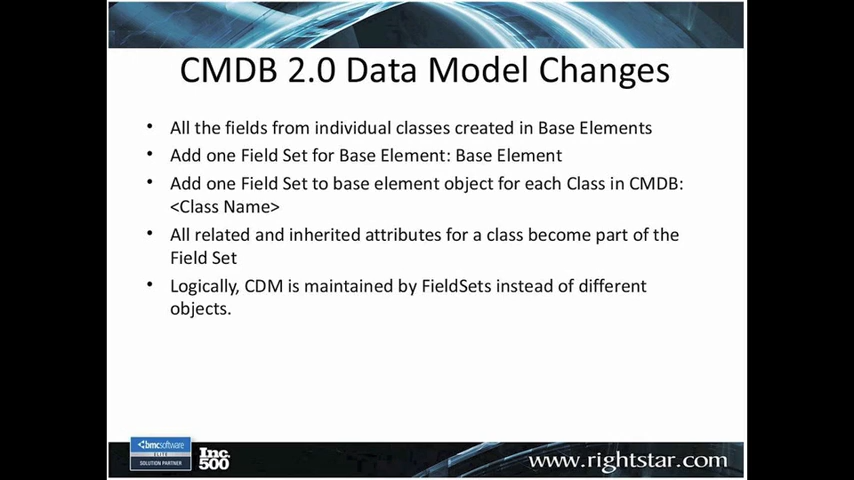 CMDB 2.0 Data Model Changes
• All the fields from individual classes created in Base Elements
• Add one Field Set for Base Element: Base Element
• Add one Field Set to base element object for each Class in CMDB:
<Class Name>
• All related and inherited attributes for a class become part of the
Field Set
• Logically, CDM is maintained by FieldSets instead of different
objects.
bmcsoftware
ELITE
SOLUTION PARTNER
Inc.
500
www.rightstar.com